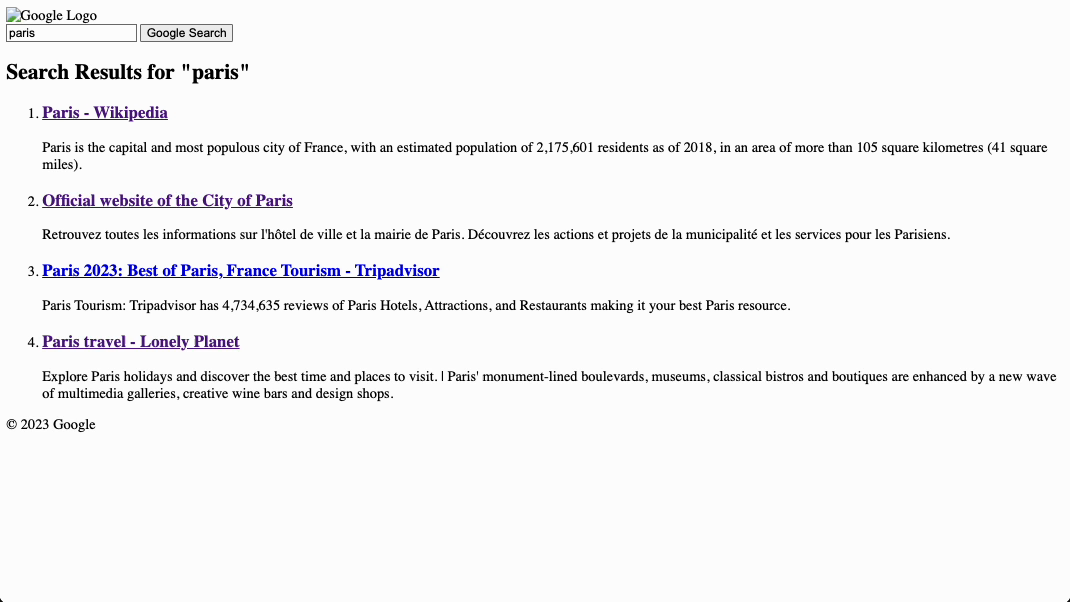 Google Logo
paris Google Search
Search Results for "paris"
1. Paris - Wikipedia
Paris is the capital and most populous city of France, with an estimated population of 2,175,601 residents as of 2018, in an area of more than 105 square kilometres (41 square
miles).
2. Official website of the City of Paris
Retrouvez toutes les informations sur l'hôtel de ville et la mairie de Paris. Découvrez les actions et projets de la municipalité et les services pour les Parisiens.
3. Paris 2023: Best of Paris, France Tourism - Tripadvisor
Paris Tourism: Tripadvisor has 4,734,635 reviews of Paris Hotels, Attractions, and Restaurants making it your best Paris resource.
4. Paris travel - Lonely Planet
Explore Paris holidays and discover the best time and places to visit. | Paris' monument-lined boulevards, museums, classical bistros and boutiques are enhanced by a new wave
of multimedia galleries, creative wine bars and design shops.
© 2023 Google